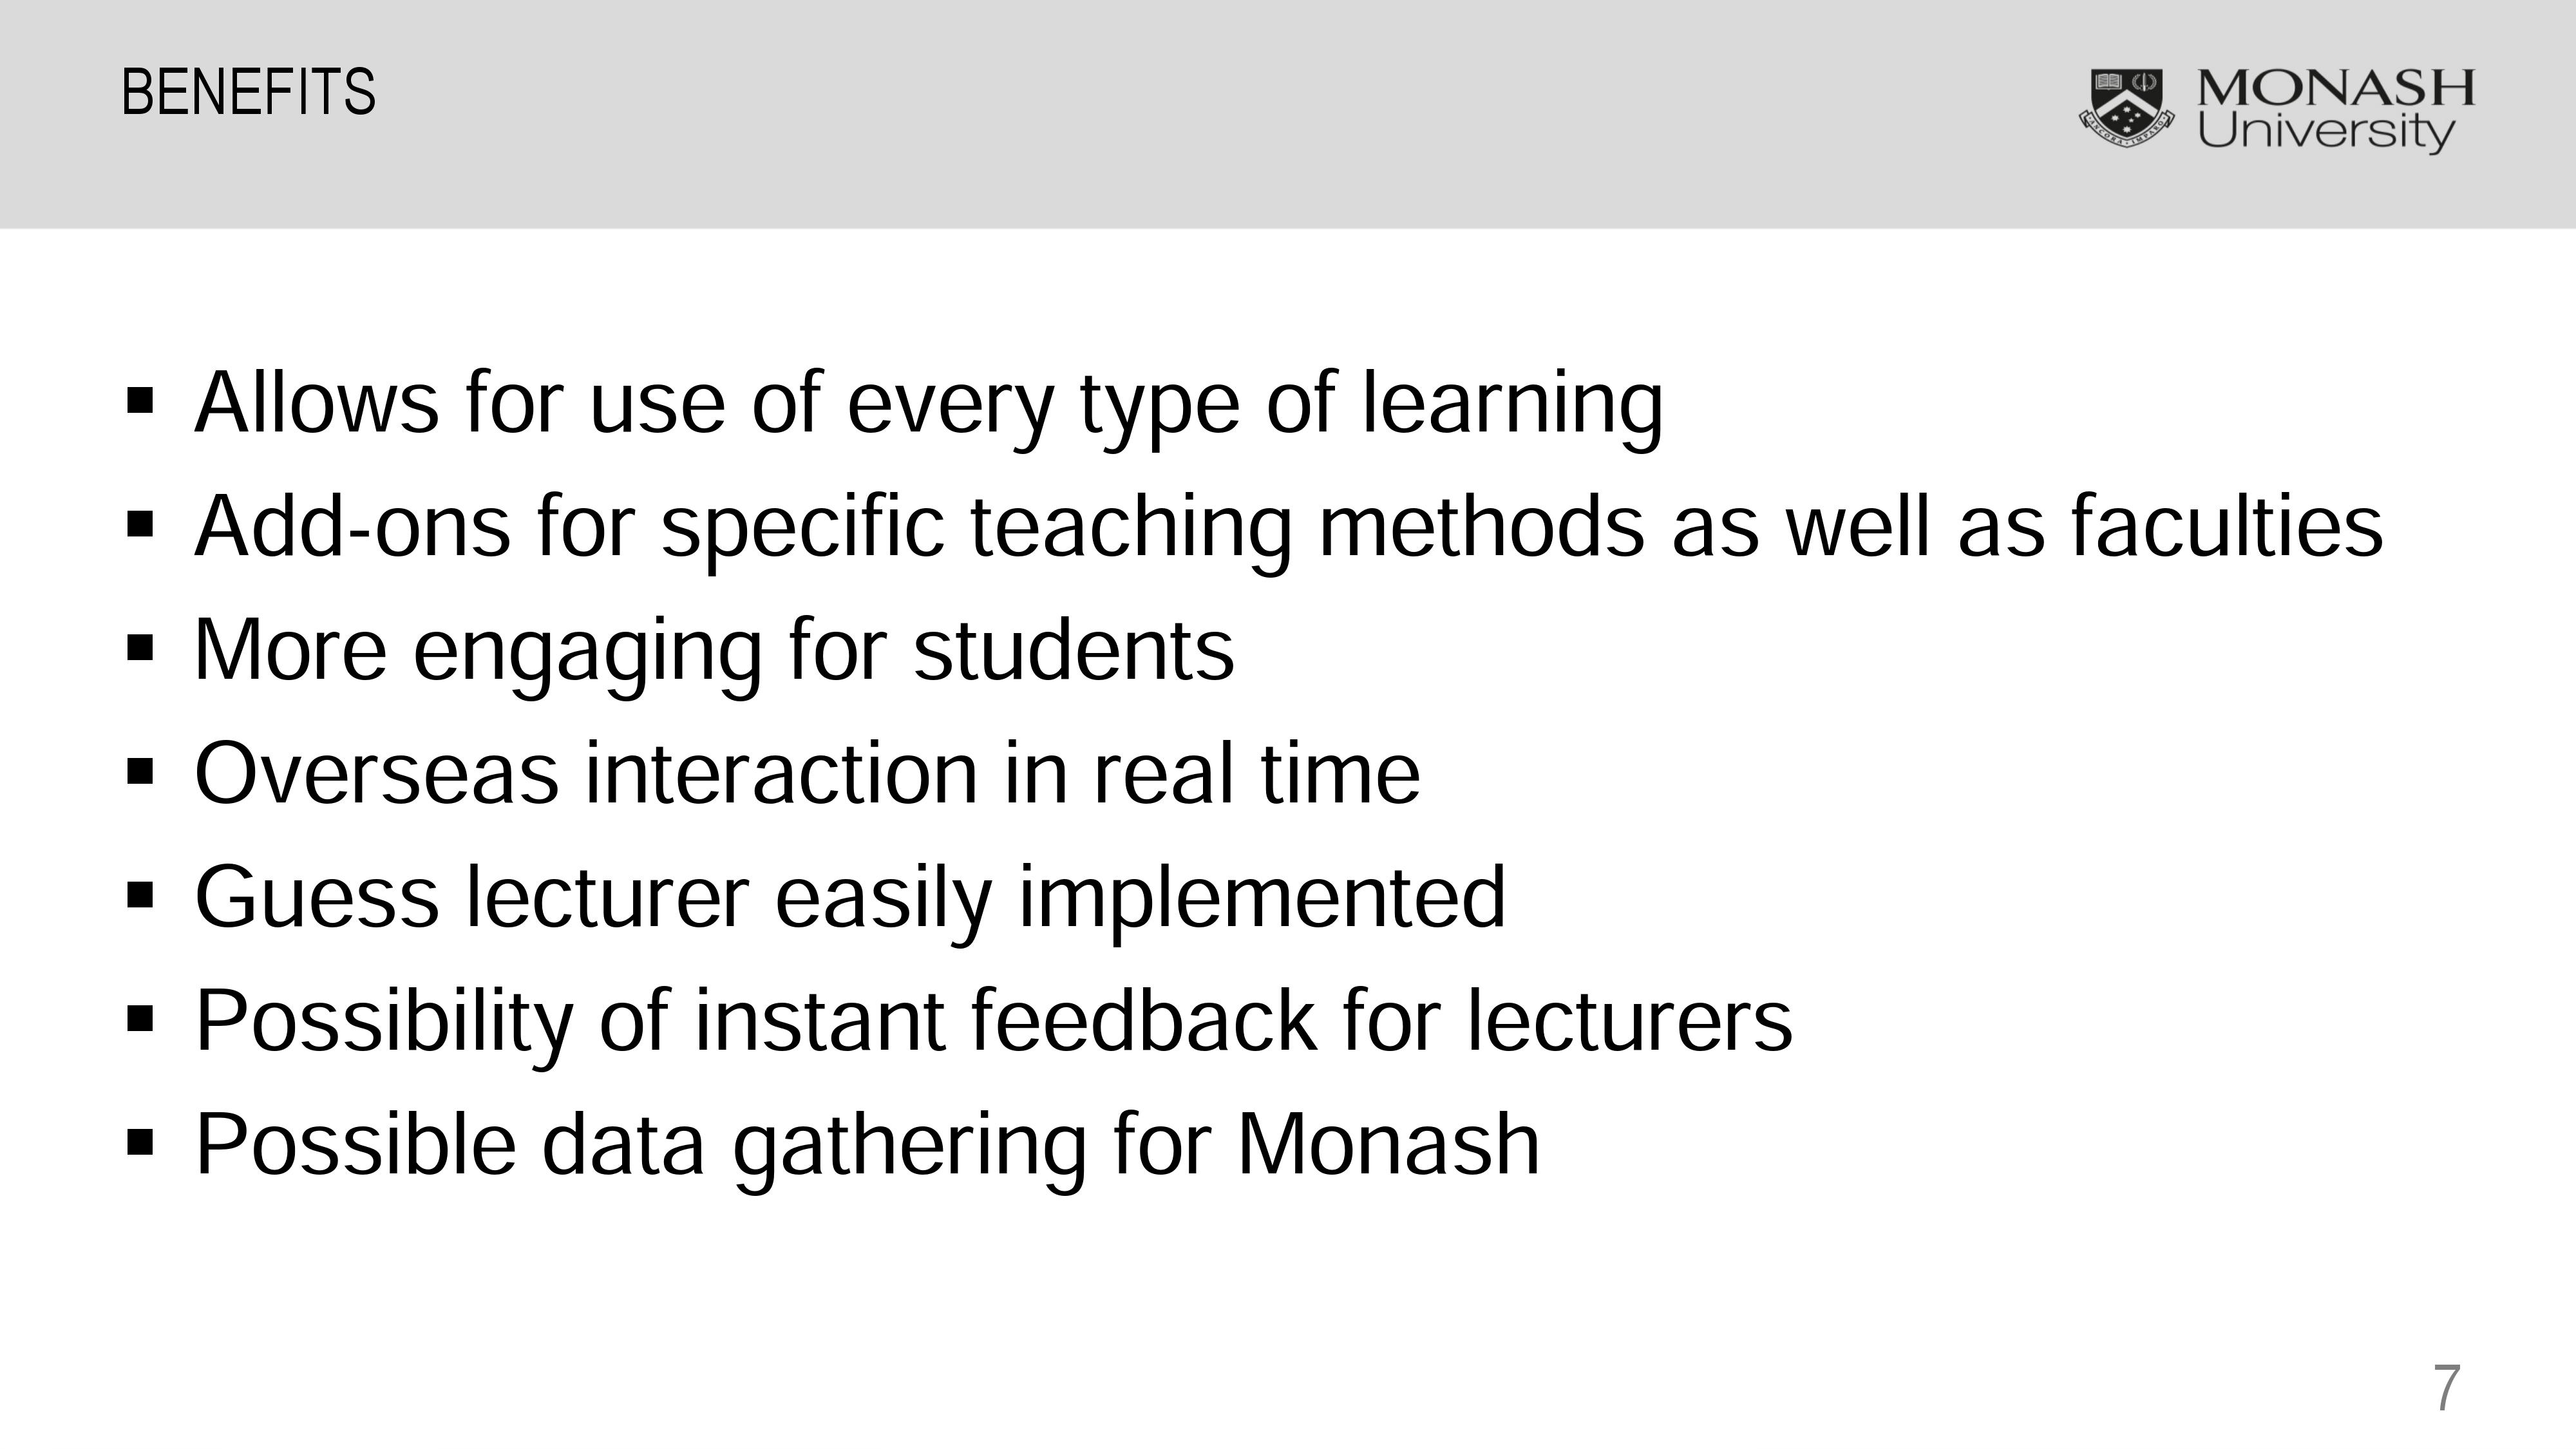 BENEFITS
MONASH
University
ANCORA IMPARO
▪ Allows for use of every type of learning
▪ Add-ons for specific teaching methods as well as faculties
▪ More engaging for students
▪ Overseas interaction in real time
▪ Guess lecturer easily implemented
▪ Possibility of instant feedback for lecturers
▪ Possible data gathering for Monash
7